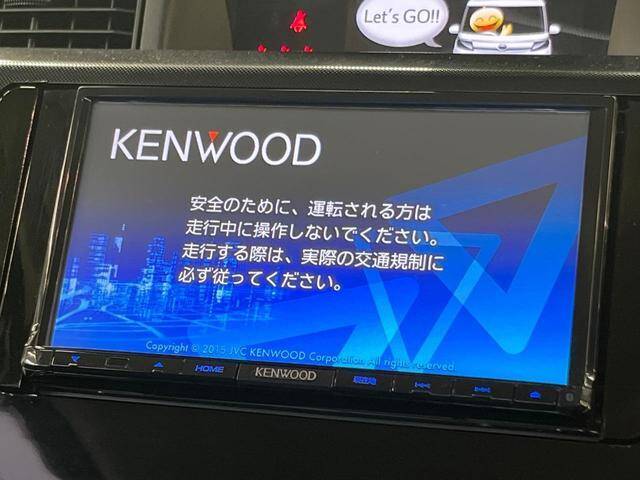 Let's GO!!
KENWOOD
安全のために、運転される方は
走行中に操作しないでください。
走行する際は、実際の交通規制に
必ず従ってください。
Copyright © 2015 JVC KENWOOD Corporation All rights reserved.
HOME
KENWOOD
現在地